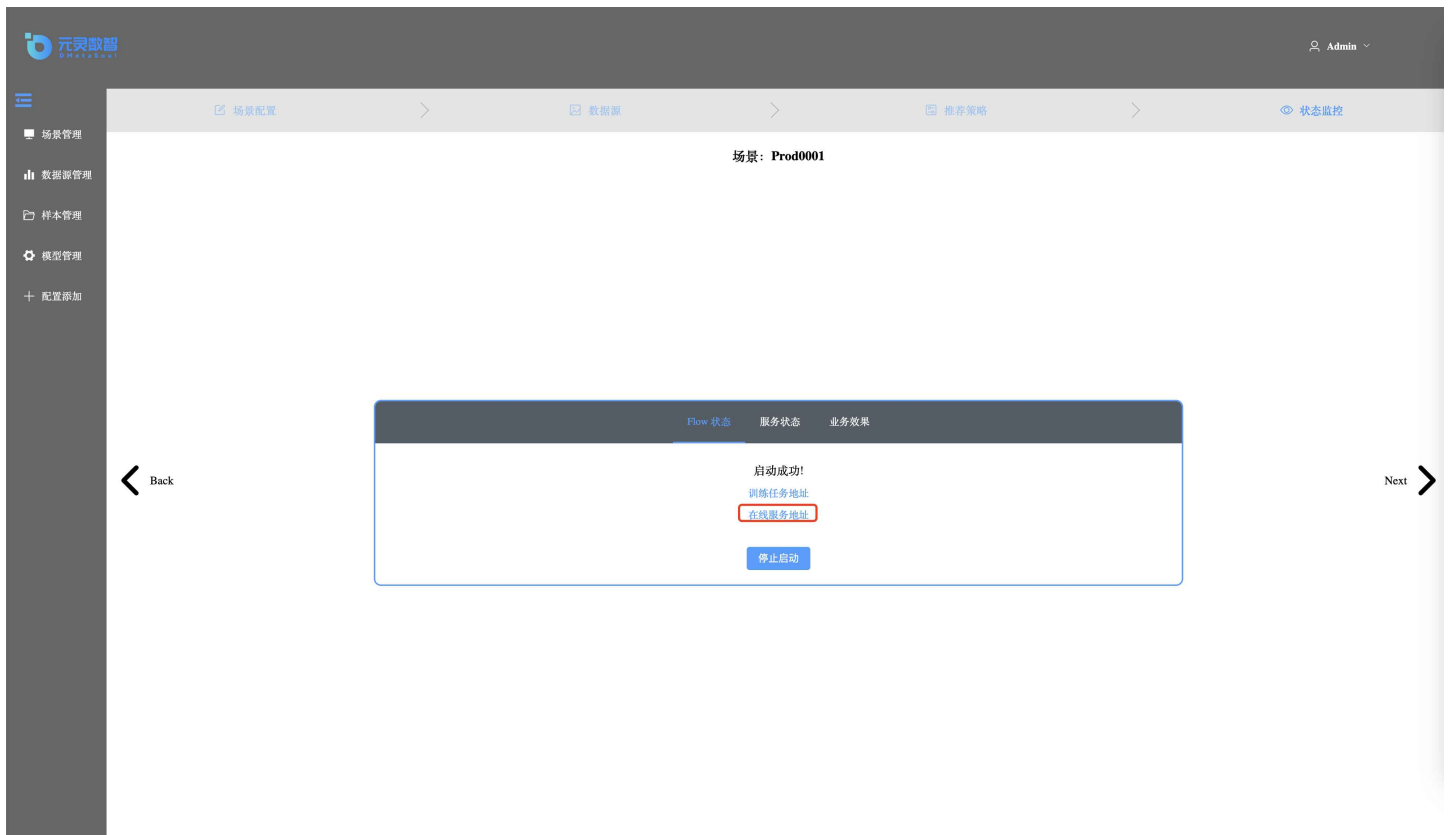 元灵数智
DMetaSoul
Admin
场景配置
数据源
推荐策略
状态监控
场景管理
数据源管理
样本管理
模型管理
配置添加
场景：Prod0001
Flow 状态
服务状态
业务效果
启动成功!
训练任务地址
在线服务地址
停止启动
Back
Next